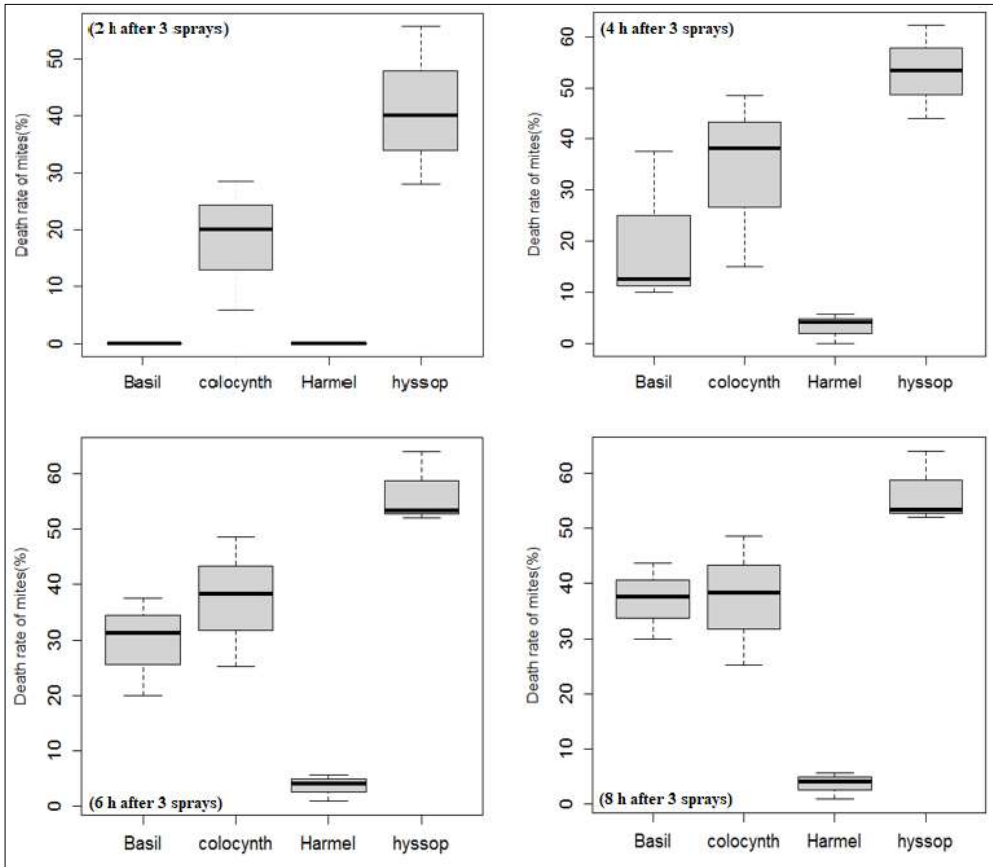 (2 h after 3 sprays)
Death rate of mites(%)
50
40
30
20
10
0
Basil colocynth Harmel hyssop
(4 h after 3 sprays)
Death rate of mites(%)
60
50
40
30
20
10
0
Basil colocynth Harmel hyssop
(6 h after 3 sprays)
Death rate of mites(%)
60
50
40
30
20
10
0
Basil colocynth Harmel hyssop
(8 h after 3 sprays)
Death rate of mites(%)
60
50
40
30
20
10
0
Basil colocynth Harmel hyssop